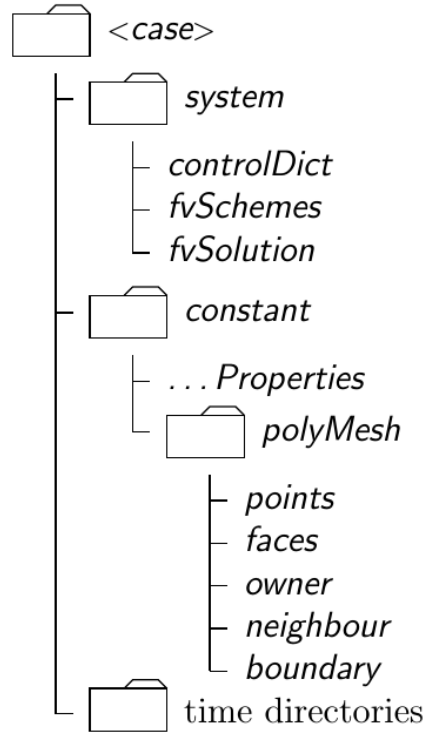 <case>
system
controlDict
fvSchemes
fvSolution
constant
...Properties
polyMesh
points
faces
owner
neighbour
boundary
time directories